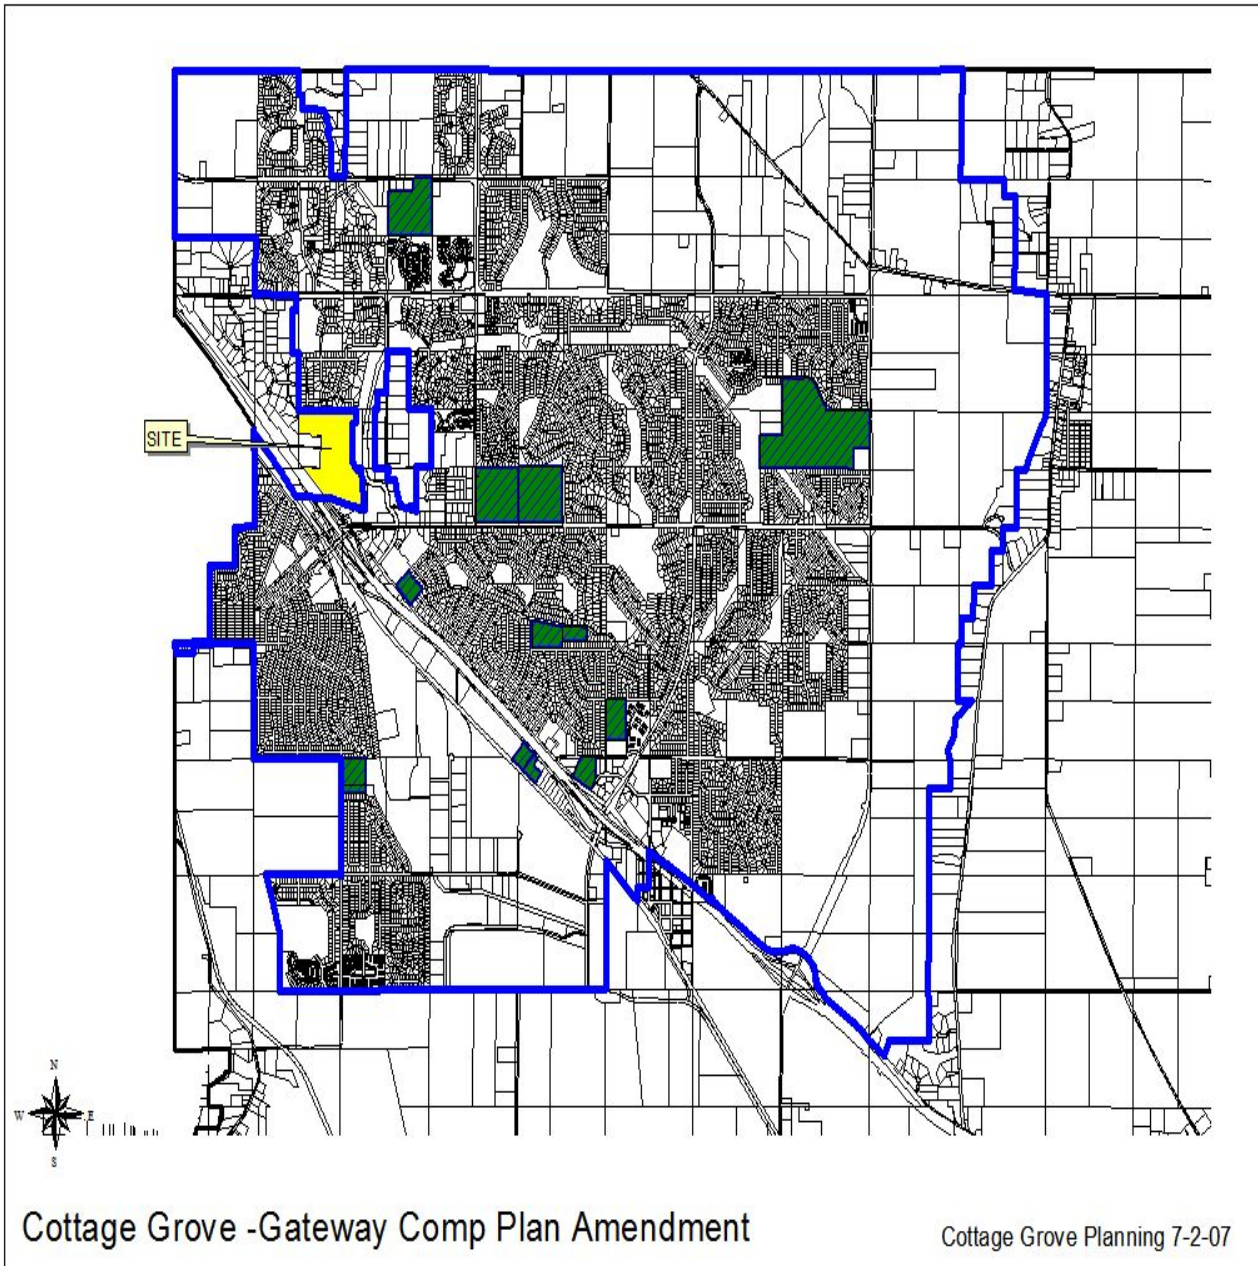 SITE
N
W E
S
Cottage Grove -Gateway Comp Plan Amendment
Cottage Grove Planning 7-2-07